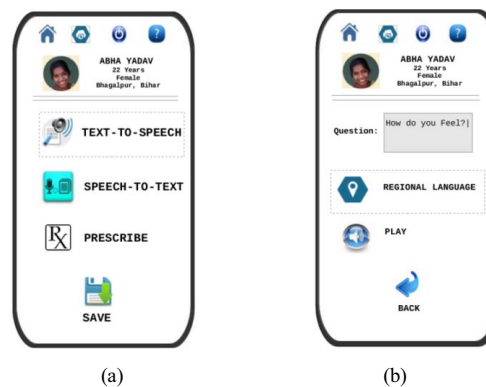 ABHA YADAV
22 Years
Female
Bhagalpur, Bihar
TEXT-TO-SPEECH
SPEECH-TO-TEXT
Rx PRESCRIBE
SAVE
(a)
?
ABHA YADAV
22 Years
Female
Bhagalpur, Bihar
Question: How do you Feel?|
REGIONAL LANGUAGE
PLAY
BACK
(b)